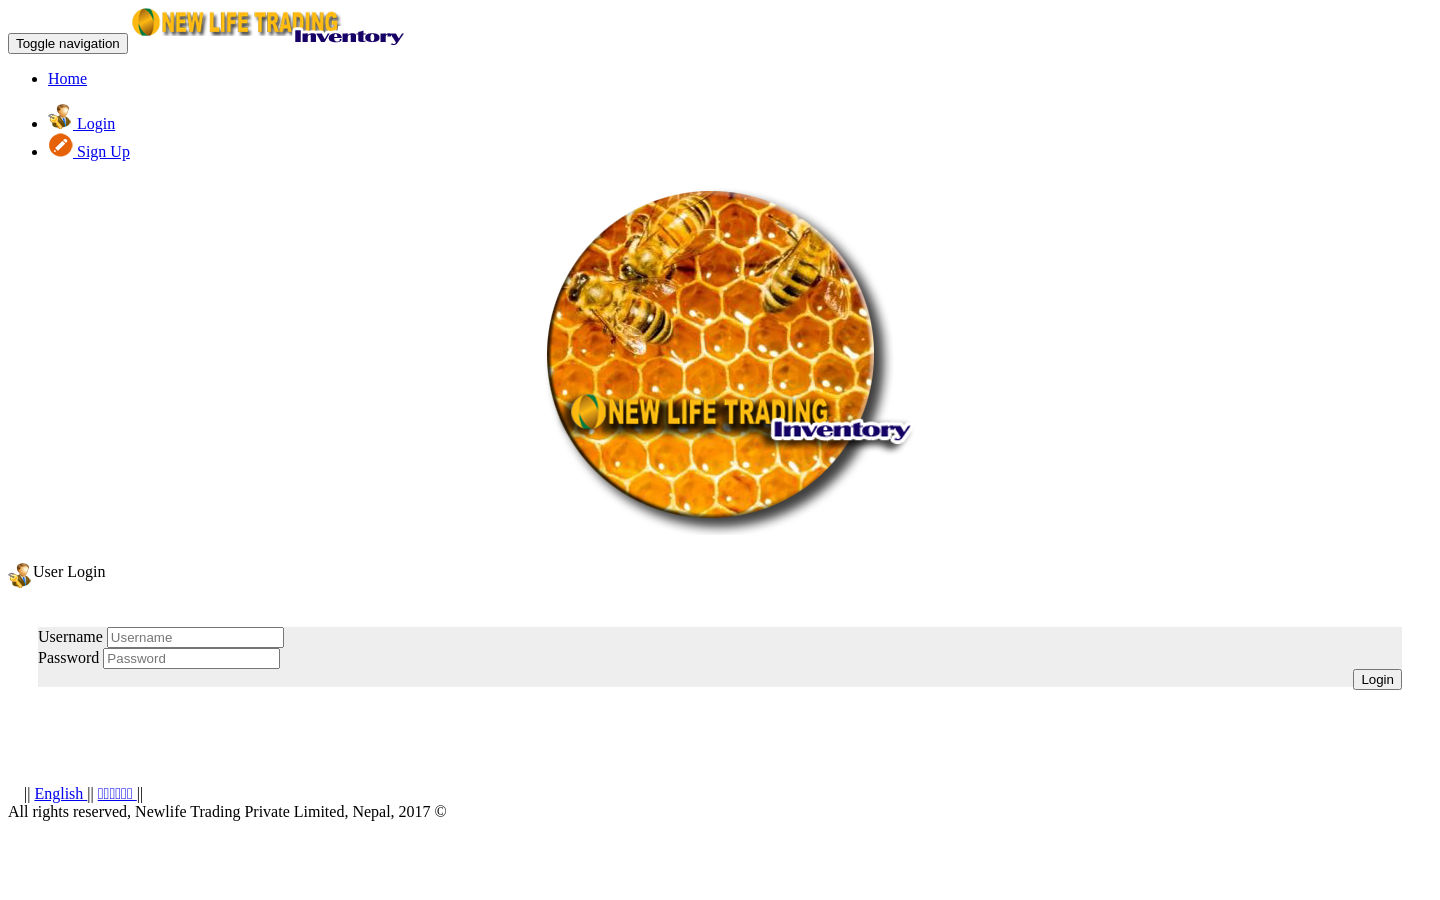 Toggle navigation NEW LIFE TRADING Inventory
Home
Login
Sign Up
NEW LIFE TRADING
Inventory
User Login
Username Username
Password Password
Login
|| English || ||
All rights reserved, Newlife Trading Private Limited, Nepal, 2017 ©